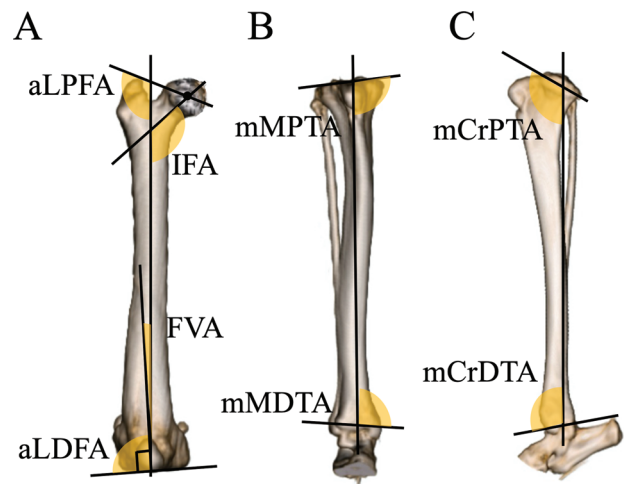 A
B
C
aLPFA
IFA
FVA
aLDFA
mMPTA
mMDTA
mCrPTA
mCrDTA